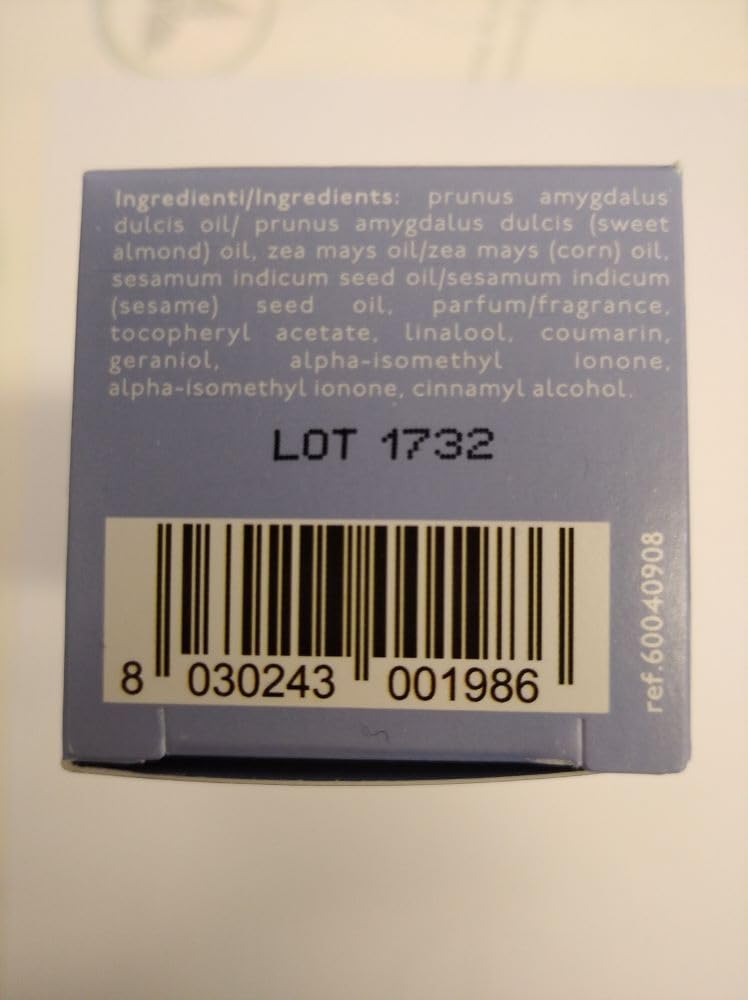 Ingredienti/Ingredients: prunus amygdalus
dulcis oil/ prunus amygdalus dulcis (sweet
almond) oil, zea mays oil/zea mays (corn) oil,
sesamum indicum seed oil/sesamum indicum
(sesame) seed oil, parfum/fragrance,
tocopheryl acetate, linalool, coumarin,
geraniol, alpha-isomethyl ionone,
alpha-isomethyl ionone, cinnamyl alcohol.
LOT 1732
8 030243 001986
ref.60040908